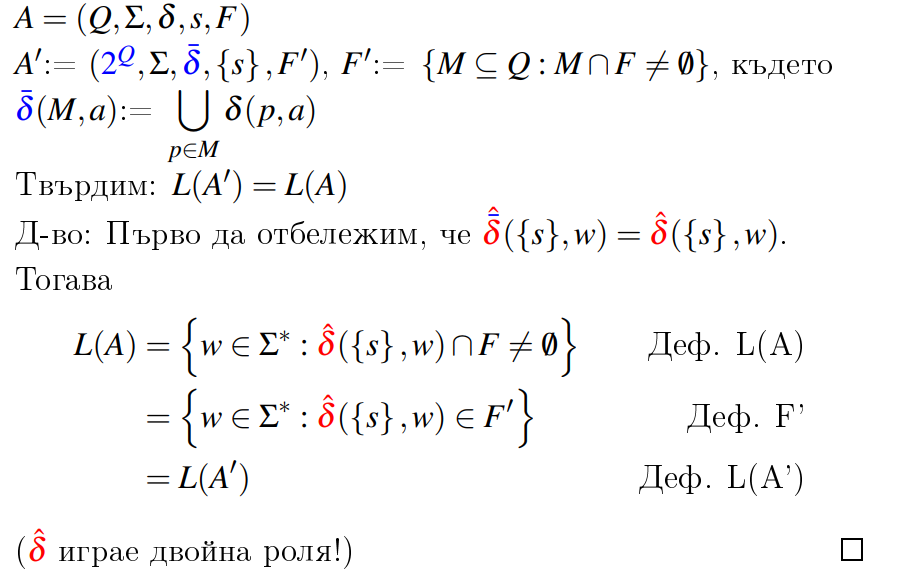 A = (Q, Σ, δ, s, F)
A′:= (2^Q, Σ, δ̄, {s}, F′), F′:= {M ⊆ Q : M ∩ F ≠ ∅}, където
δ̄(M, a):= ⋃_{p∈M} δ(p, a)
Твърдим: L(A′) = L(A)
Д-во: Първо да отбележим, че δ̄̂({s}, w) = δ̂({s}, w).
Тогава
L(A) = {w ∈ Σ* : δ̂({s}, w) ∩ F ≠ ∅} Деф. L(A)
= {w ∈ Σ* : δ̂({s}, w) ∈ F′} Деф. F'
= L(A′) Деф. L(A')
(δ̂ играе двойна роля!) □